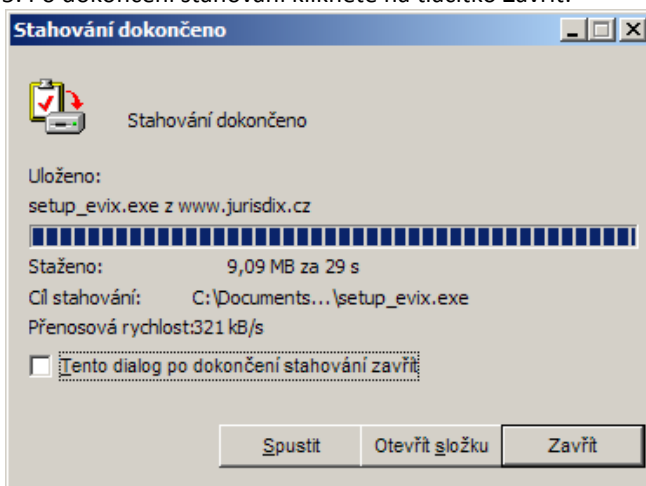 Stahování dokončeno
Stahování dokončeno
Uloženo:
setup_evix.exe z www.jurisdix.cz
Staženo: 9,09 MB za 29 s
Cíl stahování: C:\Documents...\setup_evix.exe
Přenosová rychlost:321 kB/s
Tento dialog po dokončení stahování zavřít
Spustit Otevřít složku Zavřít